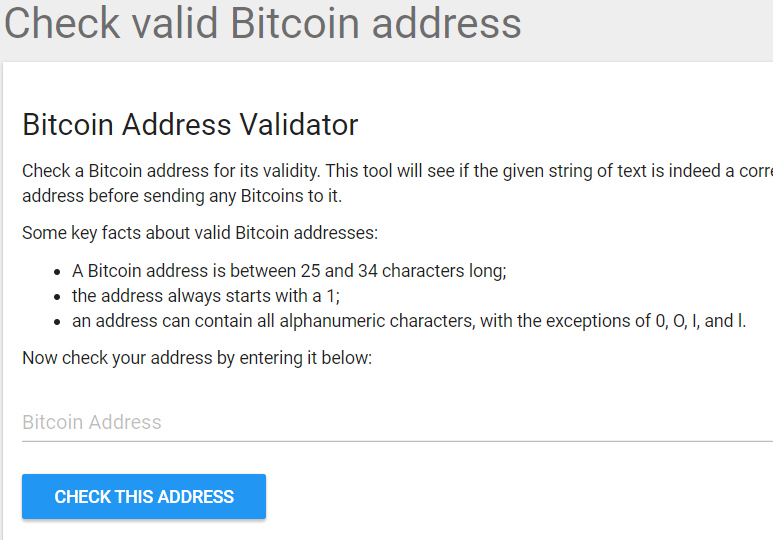 Check valid Bitcoin address
Bitcoin Address Validator
Check a Bitcoin address for its validity. This tool will see if the given string of text is indeed a
address before sending any Bitcoins to it.
Some key facts about valid Bitcoin addresses:
• A Bitcoin address is between 25 and 34 characters long;
• the address always starts with a 1;
• an address can contain all alphanumeric characters, with the exceptions of 0, O, I, and l.
Now check your address by entering it below:
Bitcoin Address
CHECK THIS ADDRESS